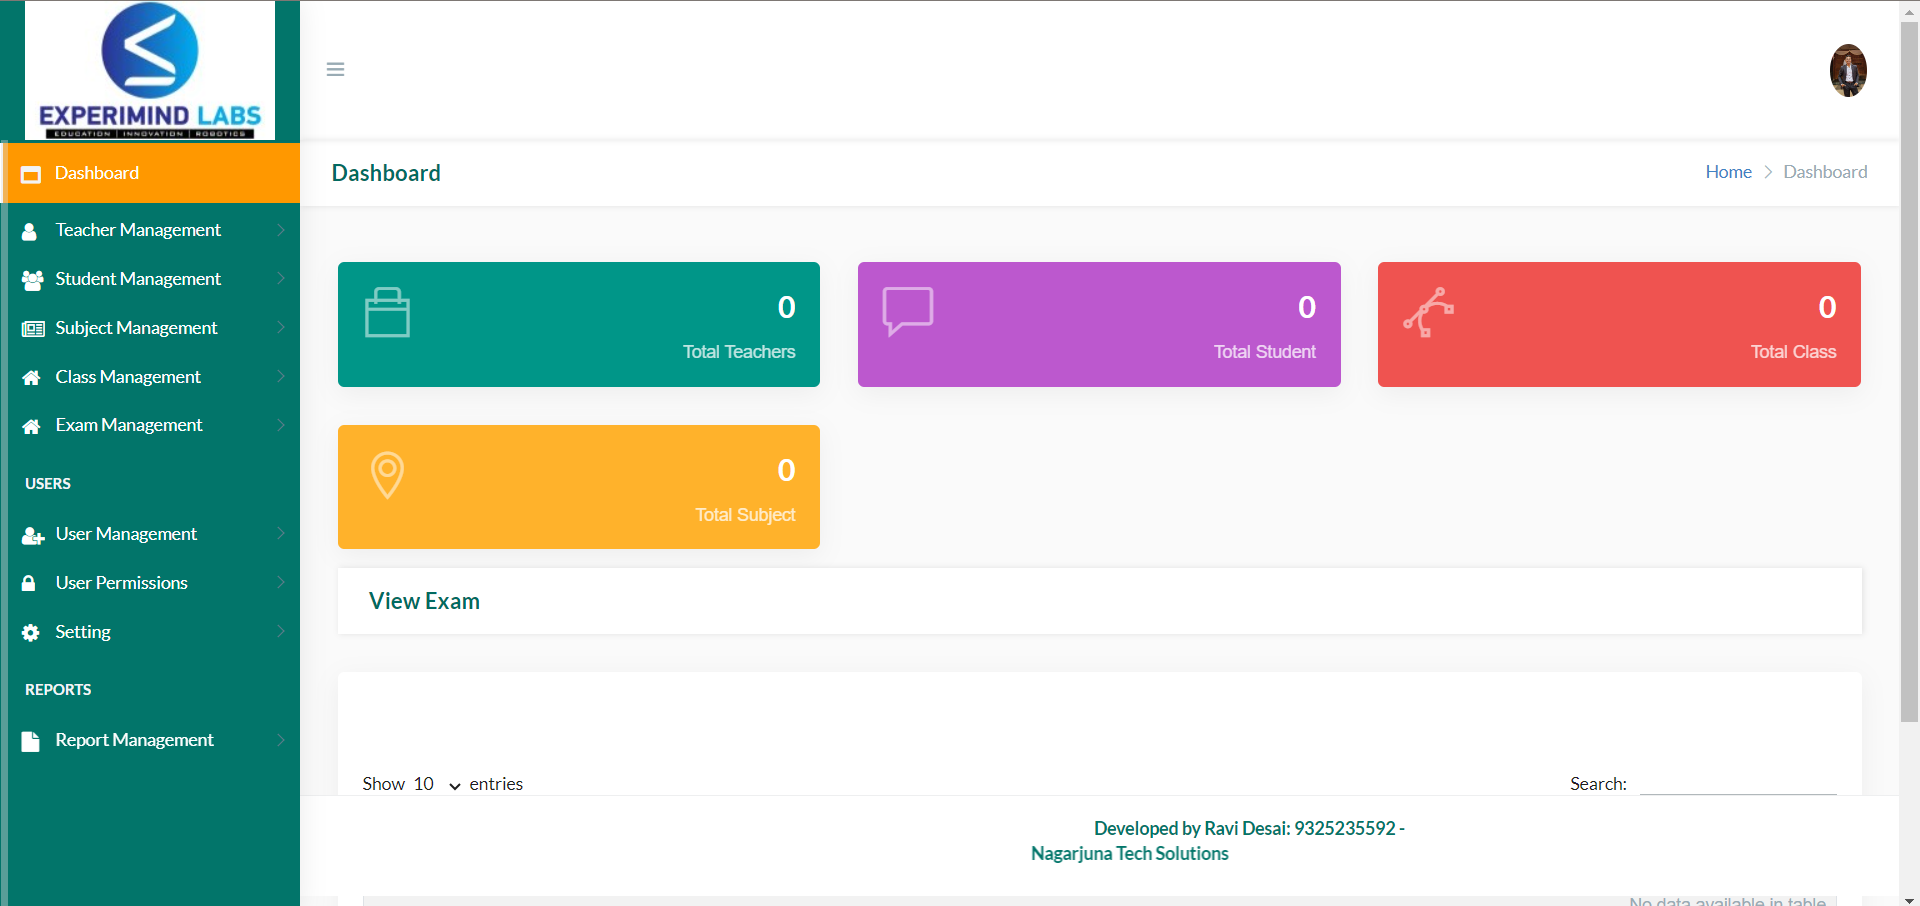 EXPERIMIND LABS
EDUCATION | INNOVATION | ROBOTICS
Dashboard
Teacher Management
Student Management
Subject Management
Class Management
Exam Management
USERS
User Management
User Permissions
Setting
REPORTS
Report Management
Dashboard
Home > Dashboard
0
Total Teachers
0
Total Student
0
Total Class
0
Total Subject
View Exam
Show 10 entries
Search:
Developed by Ravi Desai: 9325235592 -
Nagarjuna Tech Solutions
No data available in table